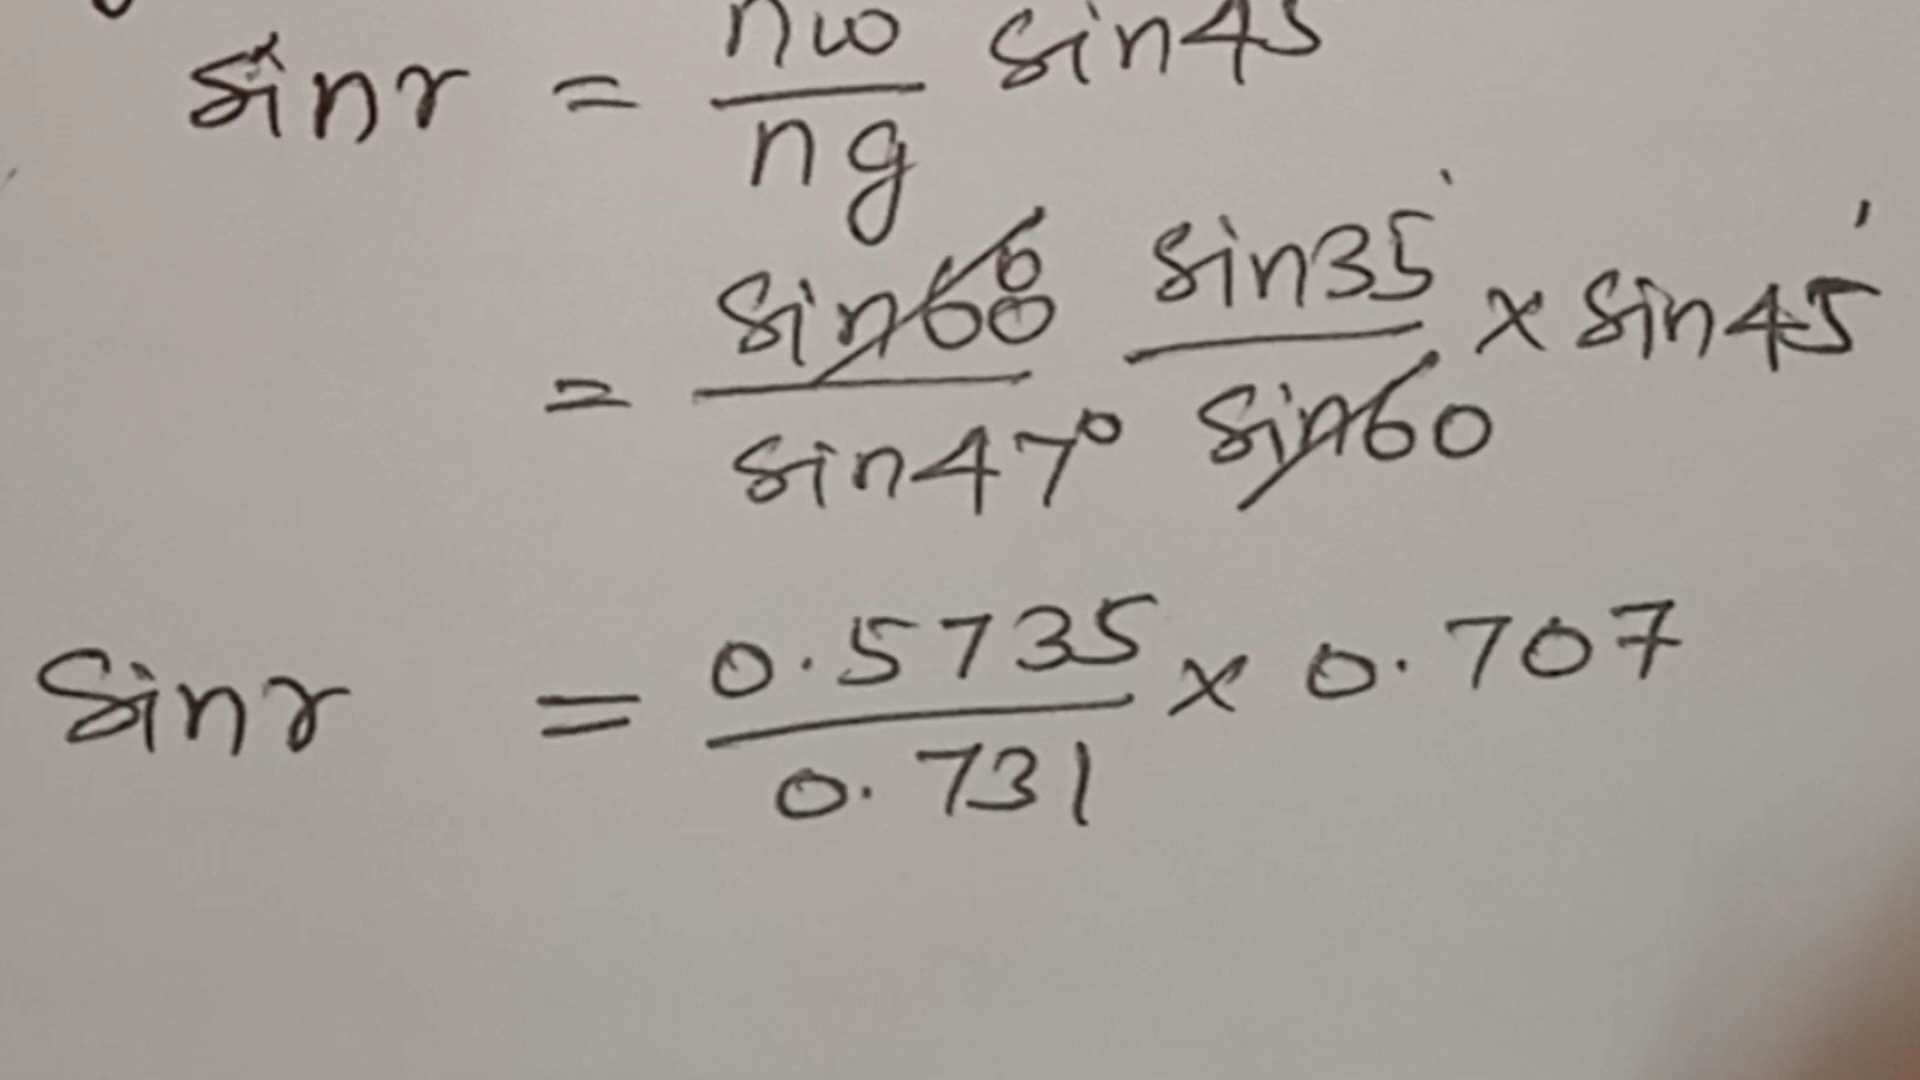 sin r = nw/ng sin45
= sin60/sin47° sin35/sin60 × sin45
Sin r = 0.5735/0.731 × 0.707